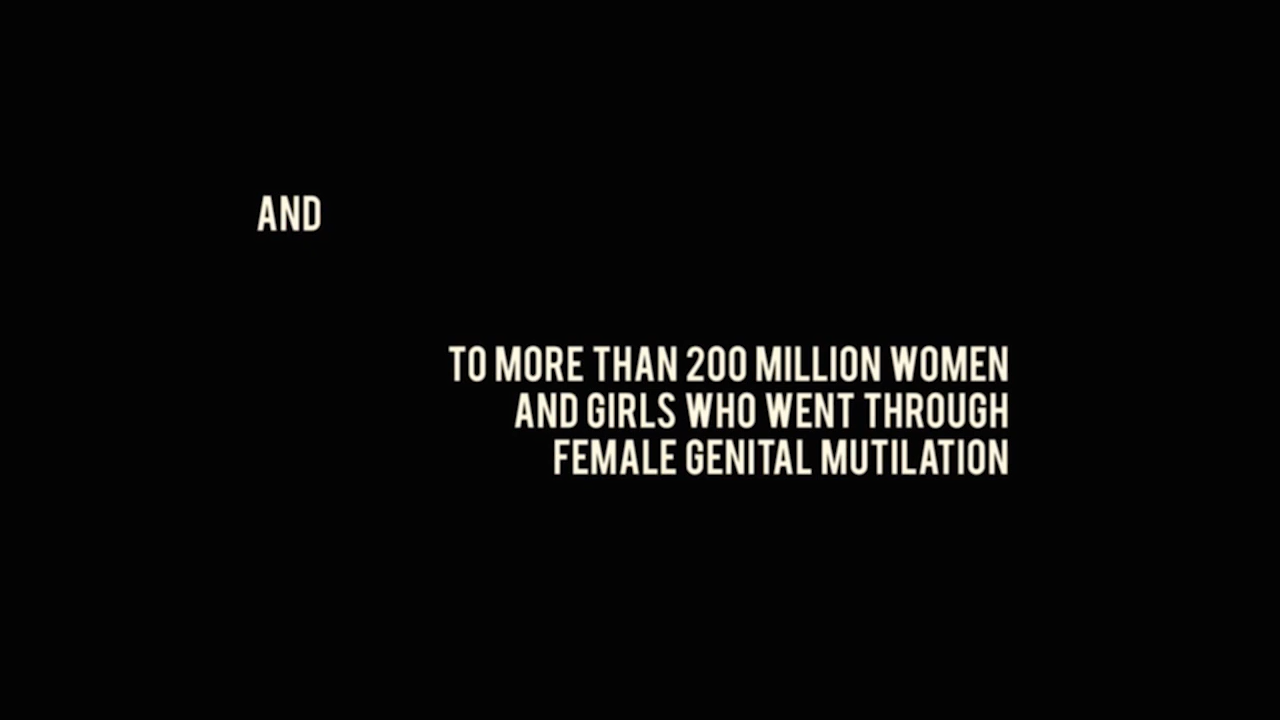 AND
TO MORE THAN 200 MILLION WOMEN
AND GIRLS WHO WENT THROUGH
FEMALE GENITAL MUTILATION